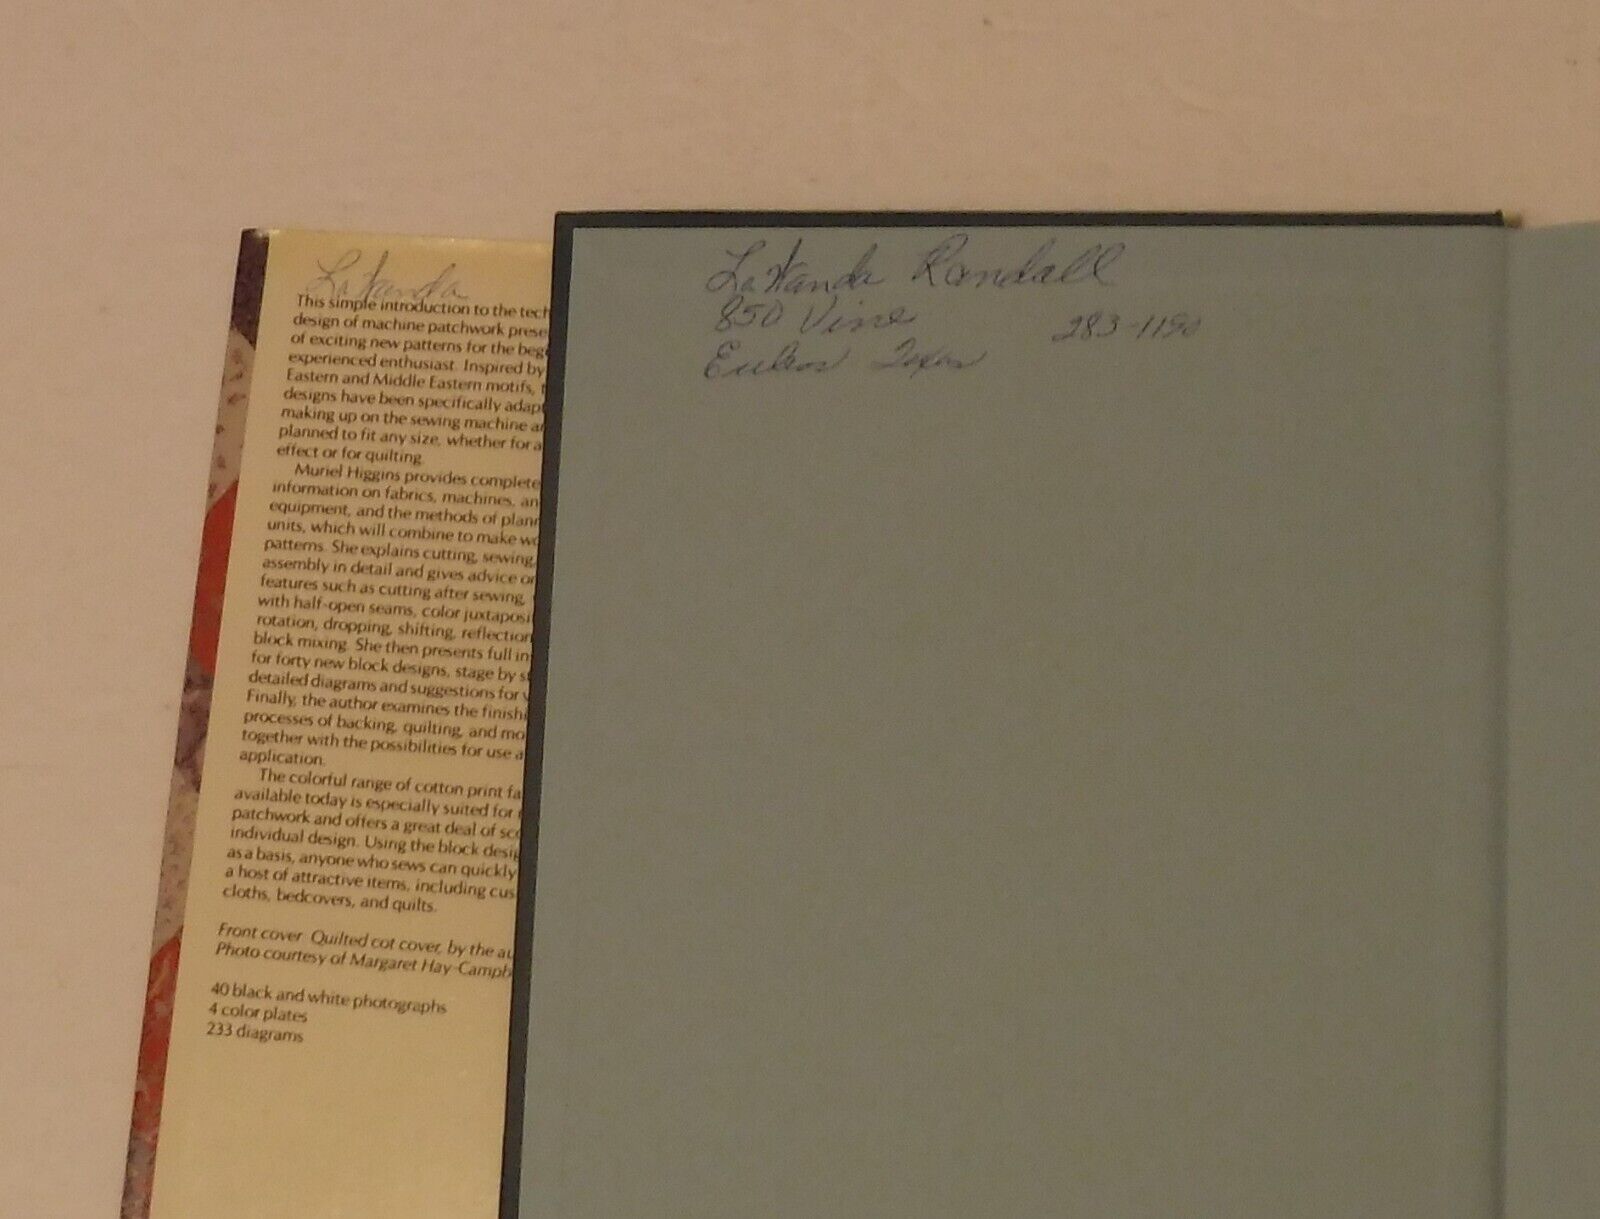 LaWanda
This simple introduction to the tech
design of machine patchwork prese
of exciting new patterns for the beg
experienced enthusiast. Inspired by
Eastern and Middle Eastern motifs, t
designs have been specifically adapt
making up on the sewing machine a
planned to fit any size, whether for a
effect or for quilting.
Muriel Higgins provides complete
information on fabrics, machines, an
equipment, and the methods of plann
units, which will combine to make wo
patterns. She explains cutting, sewing,
assembly in detail and gives advice on
features such as cutting after sewing,
with half-open seams, color juxtaposi
rotation, dropping, shifting, reflection
block mixing. She then presents full in
for forty new block designs, stage by st
detailed diagrams and suggestions for v
Finally, the author examines the finishi
processes of backing, quilting, and mo
together with the possibilities for use a
application.
The colorful range of cotton print fa
available today is especially suited for
patchwork and offers a great deal of sco
individual design. Using the block desig
as a basis, anyone who sews can quickly
a host of attractive items, including cus
cloths, bedcovers, and quilts.
Front cover Quilted cot cover, by the au
Photo courtesy of Margaret Hay-Campb
40 black and white photographs
4 color plates
233 diagrams
LaWanda Randall
850 Vine 283-1190
Euless Texas